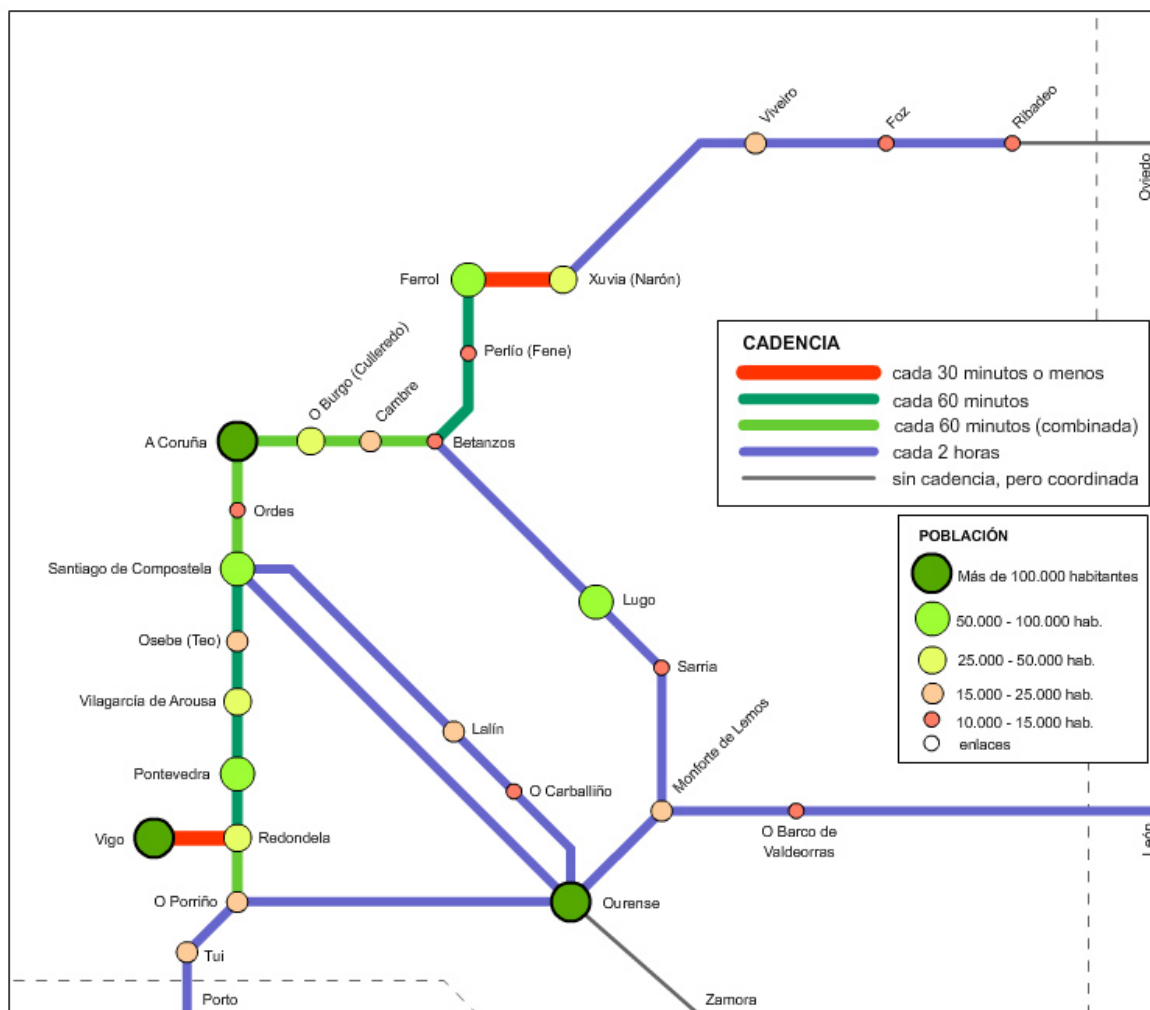 Viveiro
Foz
Ribadeo
Oviedo
Ferrol
Xuvia (Narón)
Perlío (Fene)
O Burgo (Culleredo)
Cambre
A Coruña
Betanzos
Ordes
Santiago de Compostela
Lugo
Osebe (Teo)
Sarria
Vilagarcía de Arousa
Lalín
Monforte de Lemos
Pontevedra
O Carballiño
Vigo
Redondela
O Barco de
Valdeorras
León
O Porriño
Ourense
Tui
Porto
Zamora
CADENCIA
cada 30 minutos o menos
cada 60 minutos
cada 60 minutos (combinada)
cada 2 horas
sin cadencia, pero coordinada
POBLACIÓN
Más de 100.000 habitantes
50.000 - 100.000 hab.
25.000 - 50.000 hab.
15.000 - 25.000 hab.
10.000 - 15.000 hab.
enlaces